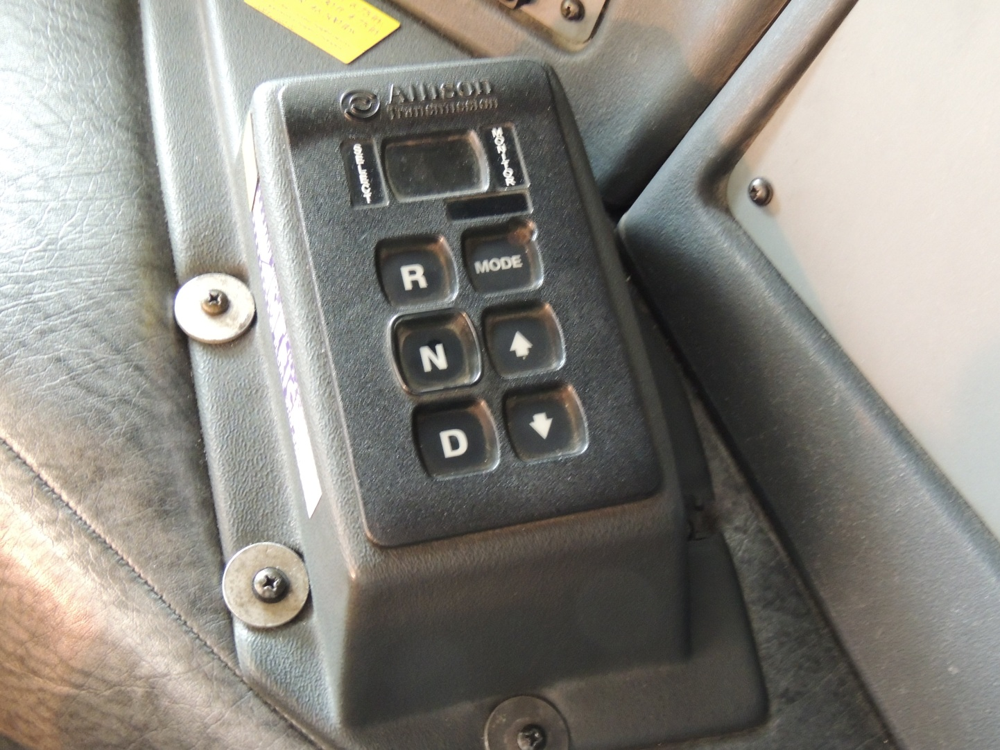 Allison
Transmission
SELECT
MONITOR
R
MODE
N
D